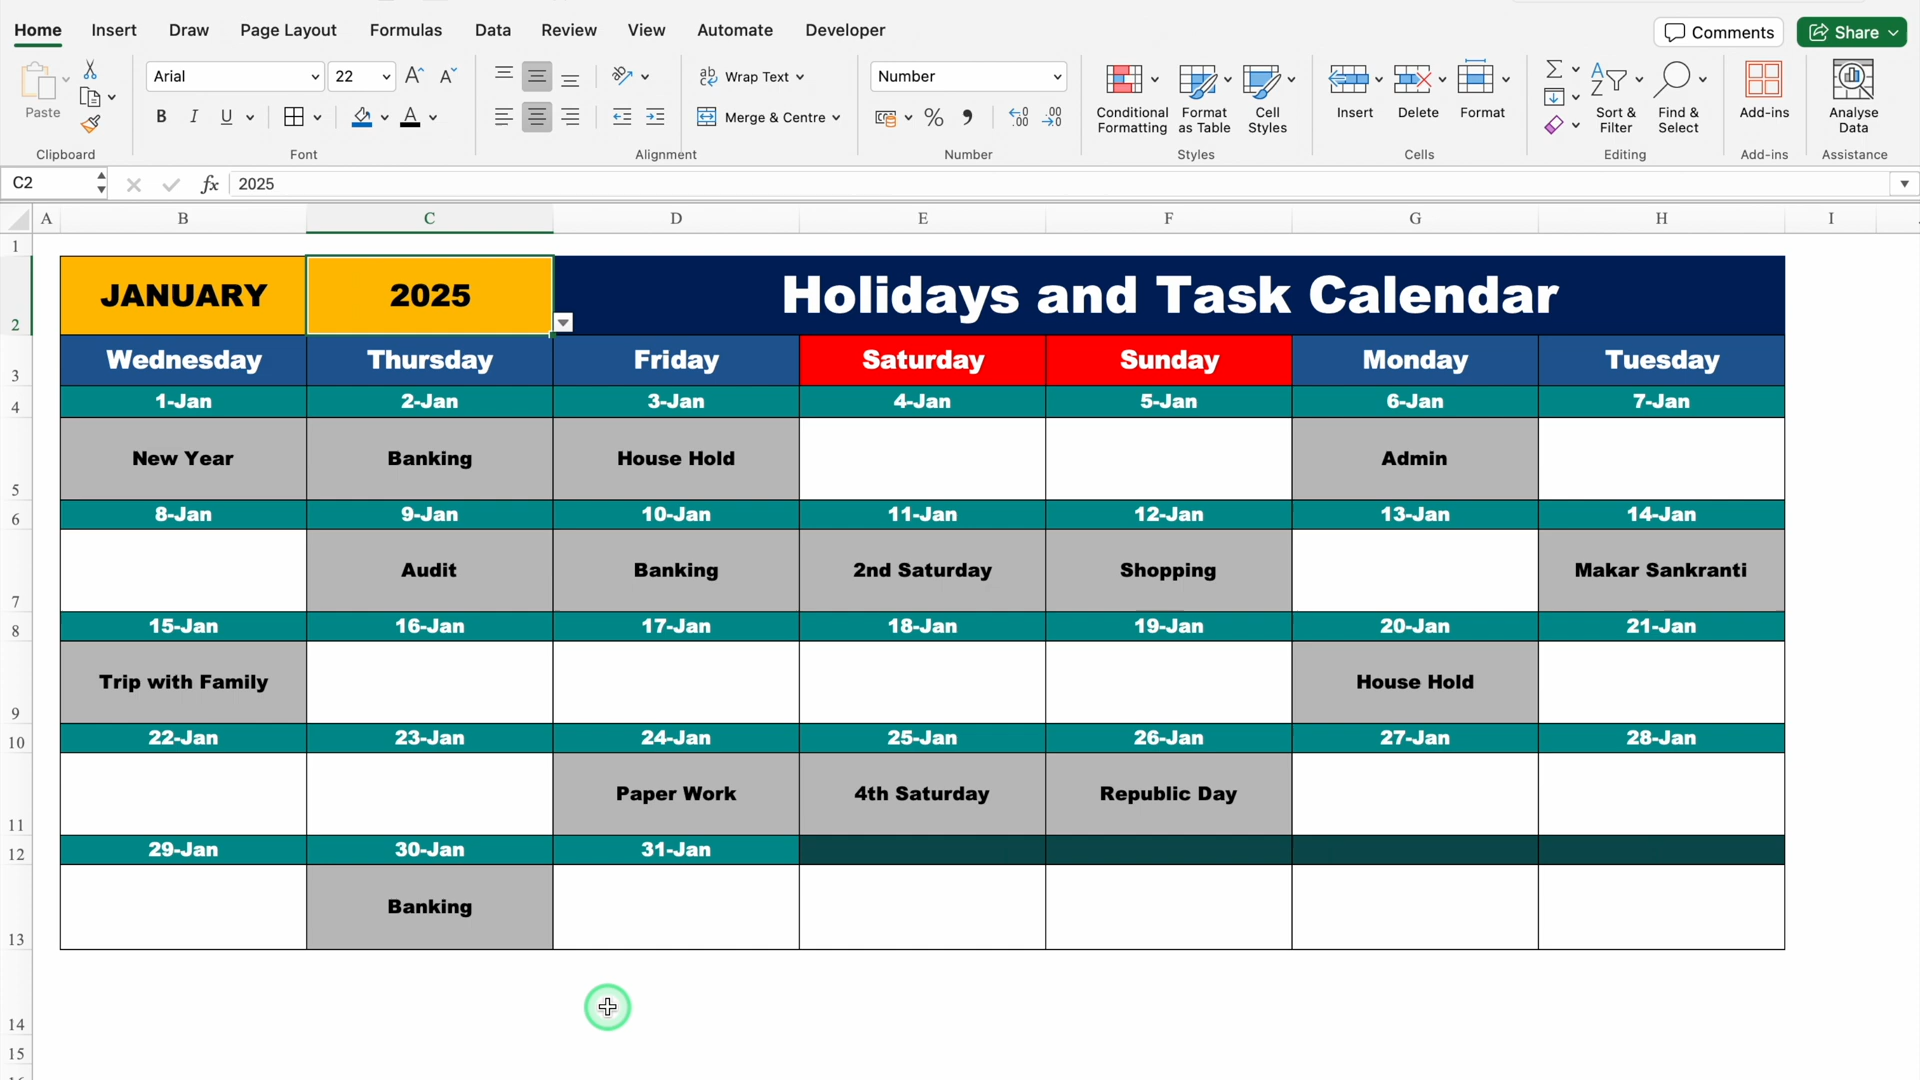 Home Insert Draw Page Layout Formulas Data Review View Automate Developer Comments Share
Arial 22 Wrap Text Number
Paste B I U Merge & Centre % Conditional Formatting Format as Table Cell Styles Insert Delete Format Sort & Filter Find & Select Add-ins Analyse Data
Clipboard Font Alignment Number Styles Cells Editing Add-ins Assistance
C2 fx 2025
A B C D E F G H I
1
2 JANUARY 2025 Holidays and Task Calendar
3 Wednesday Thursday Friday Saturday Sunday Monday Tuesday
4 1-Jan 2-Jan 3-Jan 4-Jan 5-Jan 6-Jan 7-Jan
5 New Year Banking House Hold Admin
6 8-Jan 9-Jan 10-Jan 11-Jan 12-Jan 13-Jan 14-Jan
7 Audit Banking 2nd Saturday Shopping Makar Sankranti
8 15-Jan 16-Jan 17-Jan 18-Jan 19-Jan 20-Jan 21-Jan
9 Trip with Family House Hold
10 22-Jan 23-Jan 24-Jan 25-Jan 26-Jan 27-Jan 28-Jan
11 Paper Work 4th Saturday Republic Day
12 29-Jan 30-Jan 31-Jan
13 Banking
14
15